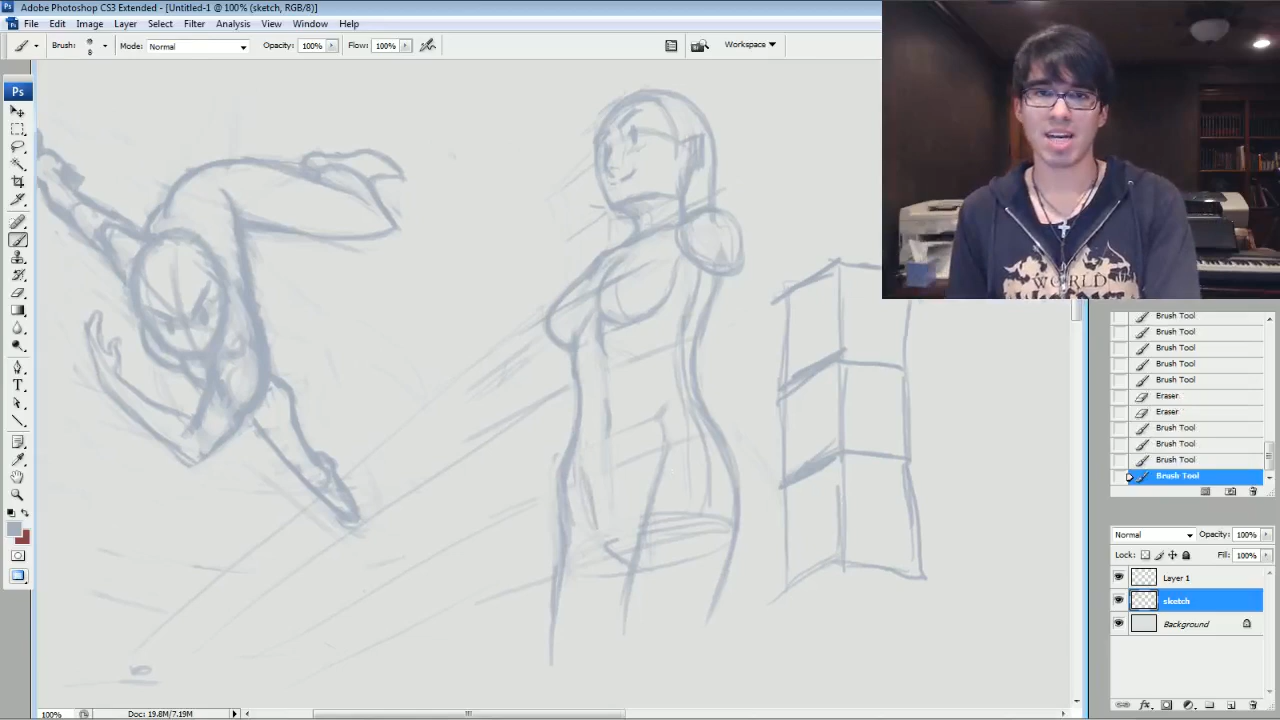 Adobe Photoshop CS3 Extended - [Untitled-1 @ 100% (sketch, RGB/8)]
File Edit Image Layer Select Filter Analysis View Window Help
Brush: 8 Mode: Normal Opacity: 100% Flow: 100% Workspace
Ps
WORLD
Brush Tool
Brush Tool
Brush Tool
Brush Tool
Brush Tool
Eraser
Eraser
Brush Tool
Brush Tool
Brush Tool
Brush Tool
Normal Opacity: 100%
Lock: Fill: 100%
Layer 1
sketch
Background
100% Doc: 19.8M/7.19M